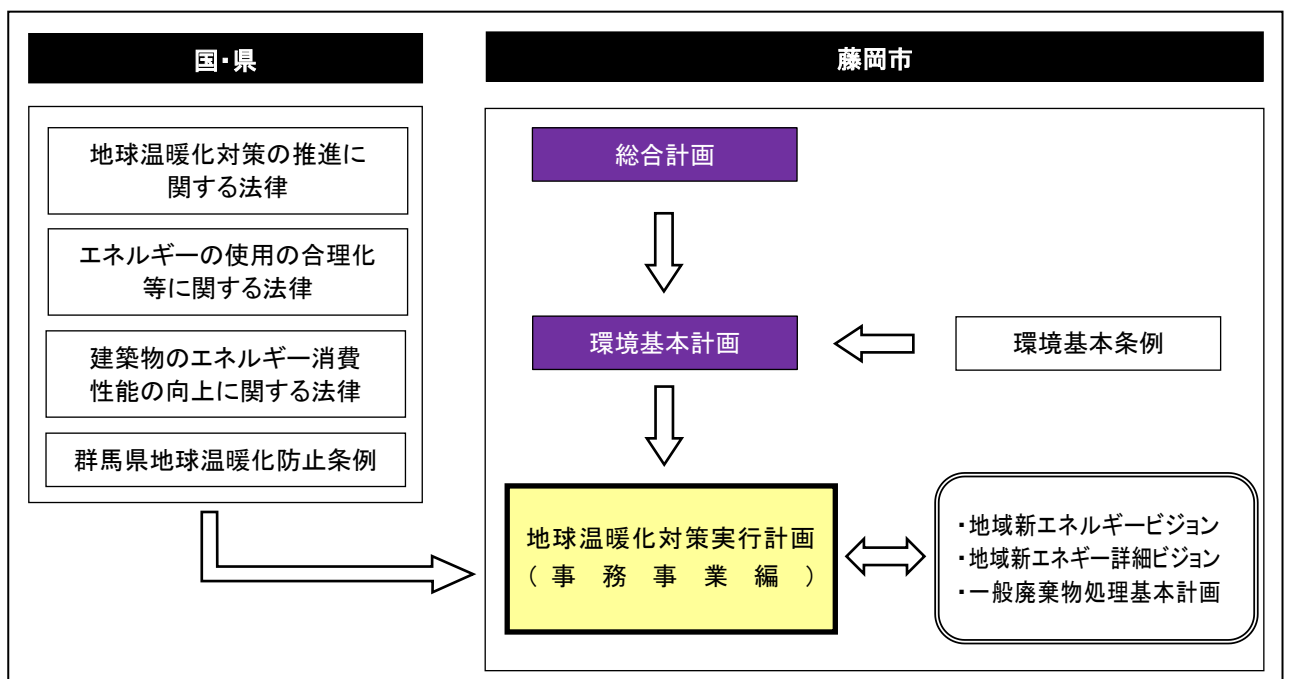 国・県
地球温暖化対策の推進に
関する法律
エネルギーの使用の合理化
等に関する法律
建築物のエネルギー消費
性能の向上に関する法律
群馬県地球温暖化防止条例
藤岡市
総合計画
環境基本計画
環境基本条例
地球温暖化対策実行計画
(事務事業編)
・地域新エネルギービジョン
・地域新エネギー詳細ビジョン
・一般廃棄物処理基本計画